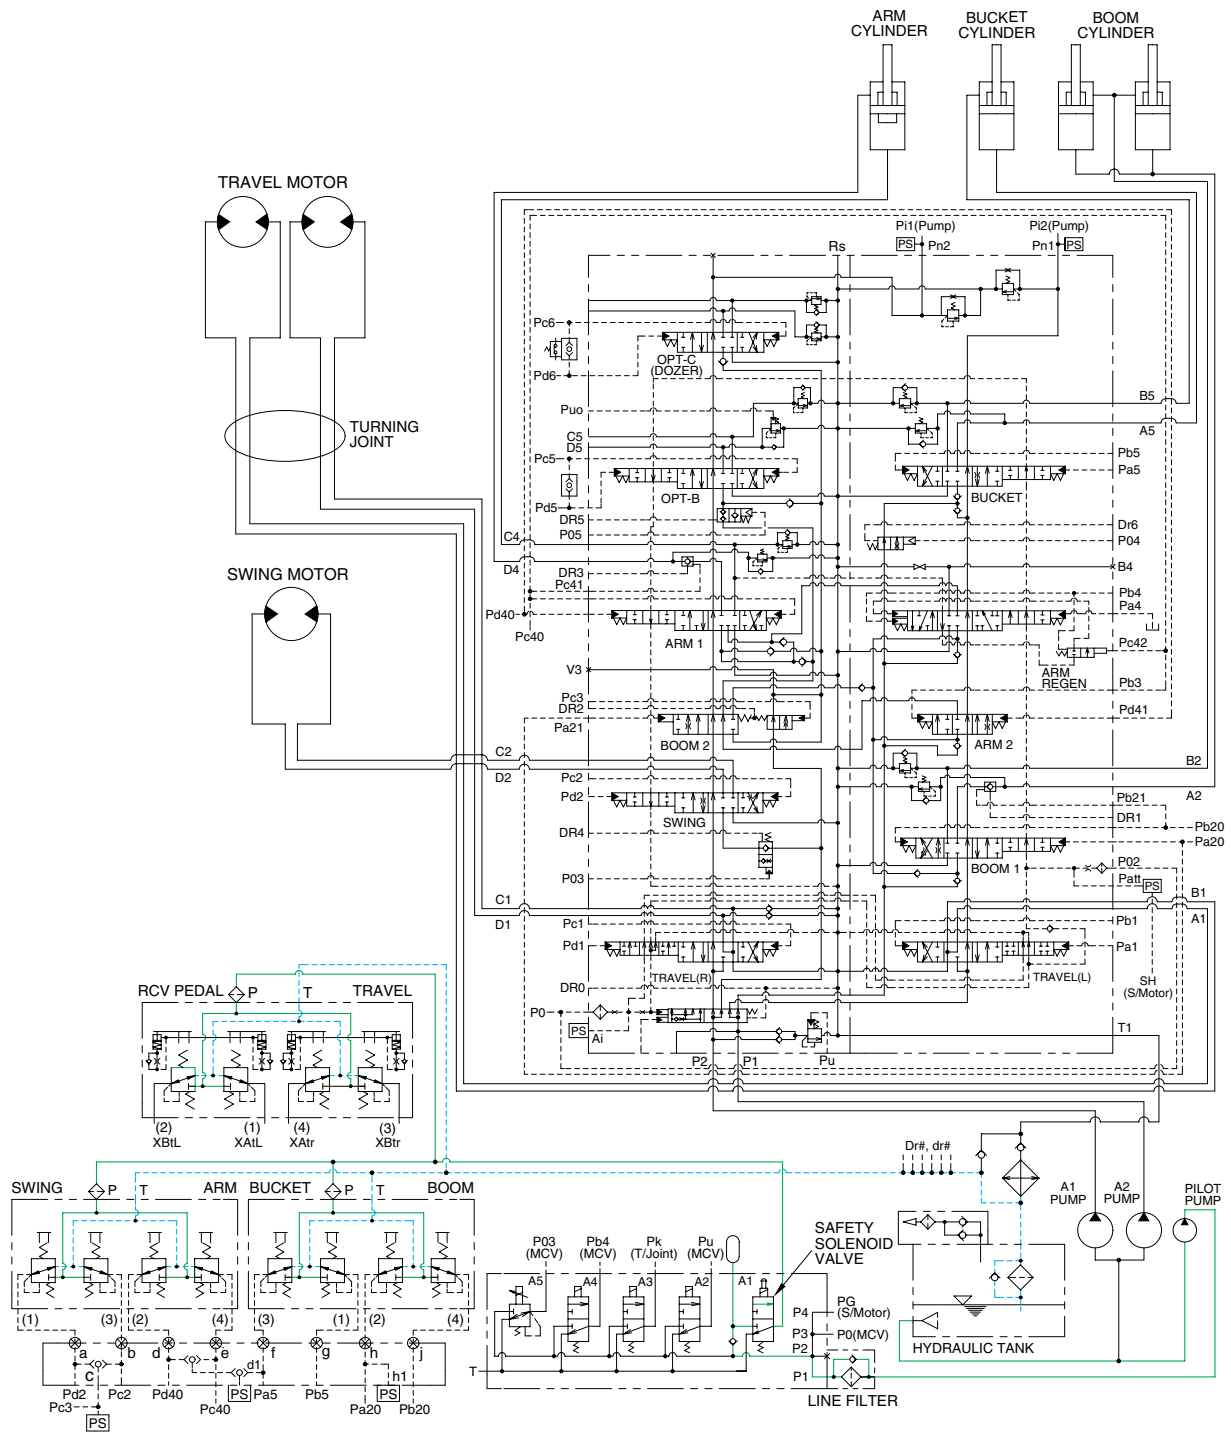 ARM
CYLINDER
BUCKET
CYLINDER
BOOM
CYLINDER
TRAVEL MOTOR
Pi1(Pump)
Pi2(Pump)
PS
Pn2
Pn1
PS
Rs
Pc6
OPT-C
(DOZER)
Pd6
B5
Puo
TURNING
JOINT
C5
A5
D5
Pc5
Pb5
Pa5
OPT-B
BUCKET
Pd5
DR5
Dr6
P05
P04
C4
D4
DR3
B4
SWING MOTOR
Pc41
Pb4
Pa4
Pd40
Pc40
ARM 1
Pc42
V3
ARM
REGEN
Pc3
Pb3
DR2
Pd41
Pa21
BOOM 2
ARM 2
C2
B2
D2
Pc2
Pd2
Pb21
A2
SWING
DR1
DR4
Pb20
Pa20
P03
BOOM 1
P02
Patt
PS
C1
B1
D1
Pc1
Pb1
A1
Pd1
Pa1
TRAVEL(R)
TRAVEL(L)
SH
(S/Motor)
RCV PEDAL
P
T
TRAVEL
DR0
P0
PS
Ai
T1
P2
P1
Pu
(2)
XBtL
(1)
XAtL
(4)
XAtr
(3)
XBtr
Dr#, dr#
SWING
P
T
ARM
BUCKET
P
T
BOOM
A1
PUMP
A2
PUMP
PILOT
PUMP
SAFETY
SOLENOID
VALVE
P03
(MCV)
Pb4
(MCV)
Pk
(T/Joint)
Pu
(MCV)
A5
A4
A3
A2
A1
(1)
(3)
(2)
(4)
(3)
(1)
(2)
(4)
P4
PG
(S/Motor)
P3
P0(MCV)
P2
HYDRAULIC TANK
a
b
d
e
f
g
h
j
c
d1
h1
T
P1
Pd2
Pc2
Pd40
PS
Pa5
Pb5
PS
Pc3
PS
Pc40
Pa20
Pb20
LINE FILTER